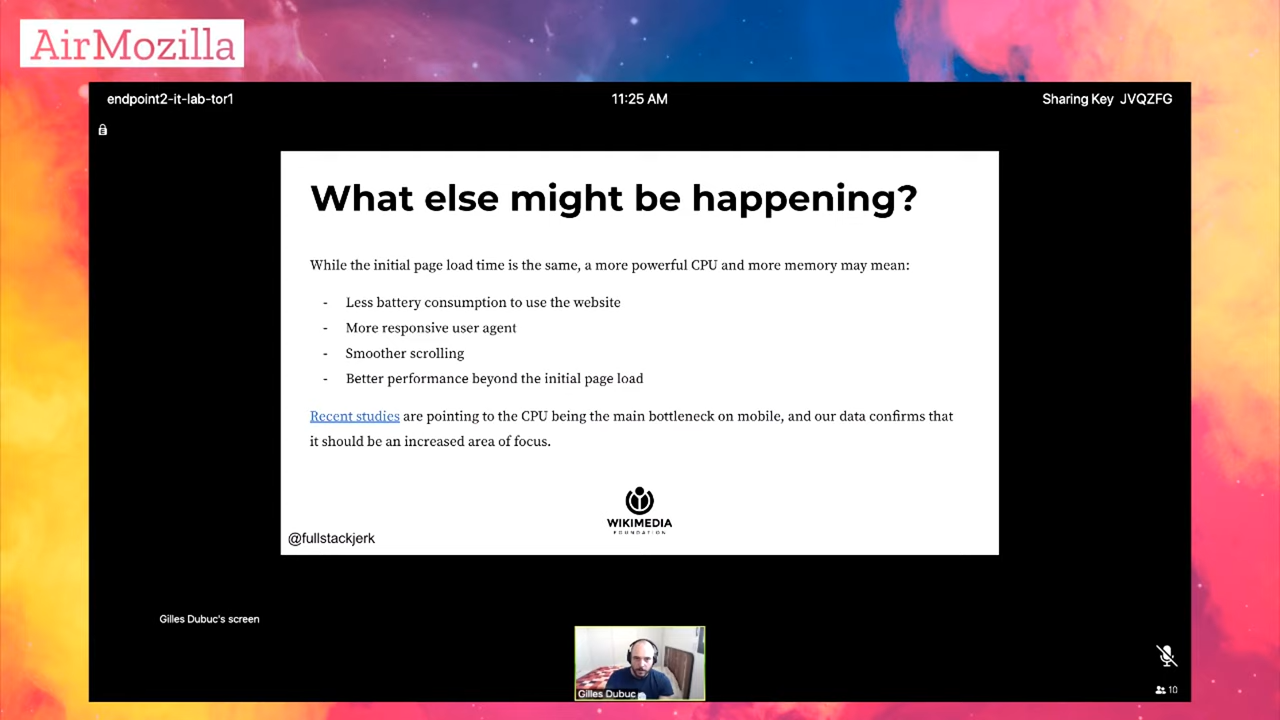 AirMozilla
endpoint2-it-lab-tor1
11:25 AM
Sharing Key JVQZFG
What else might be happening?
While the initial page load time is the same, a more powerful CPU and more memory may mean:
- Less battery consumption to use the website
- More responsive user agent
- Smoother scrolling
- Better performance beyond the initial page load
Recent studies are pointing to the CPU being the main bottleneck on mobile, and our data confirms that
it should be an increased area of focus.
WIKIMEDIA
FOUNDATION
@fullstackjerk
Gilles Dubuc's screen
Gilles Dubuc
10